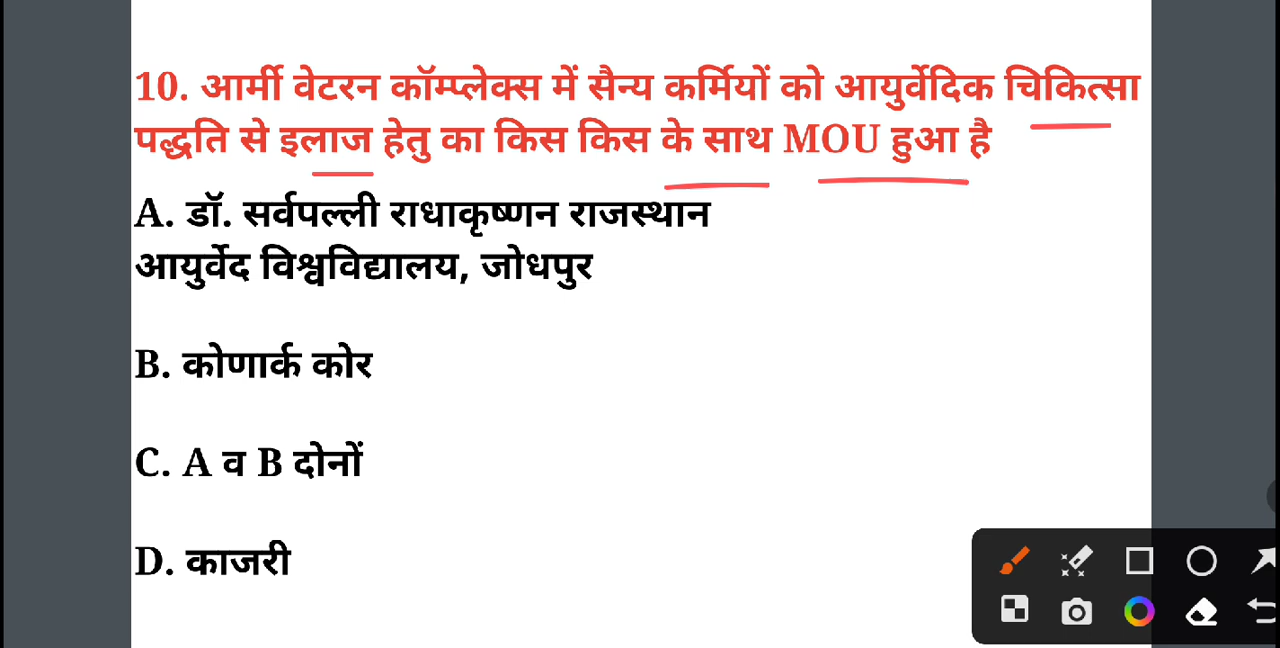 10. आर्मी वेटरन कॉम्प्लेक्स में सैन्य कर्मियों को आयुर्वेदिक चिकित्सा
पद्धति से इलाज हेतु का किस किस के साथ MOU हुआ है
A. डॉ. सर्वपल्ली राधाकृष्णन राजस्थान
आयुर्वेद विश्वविद्यालय, जोधपुर
B. कोणार्क कोर
C. A व B दोनों
D. काजरी